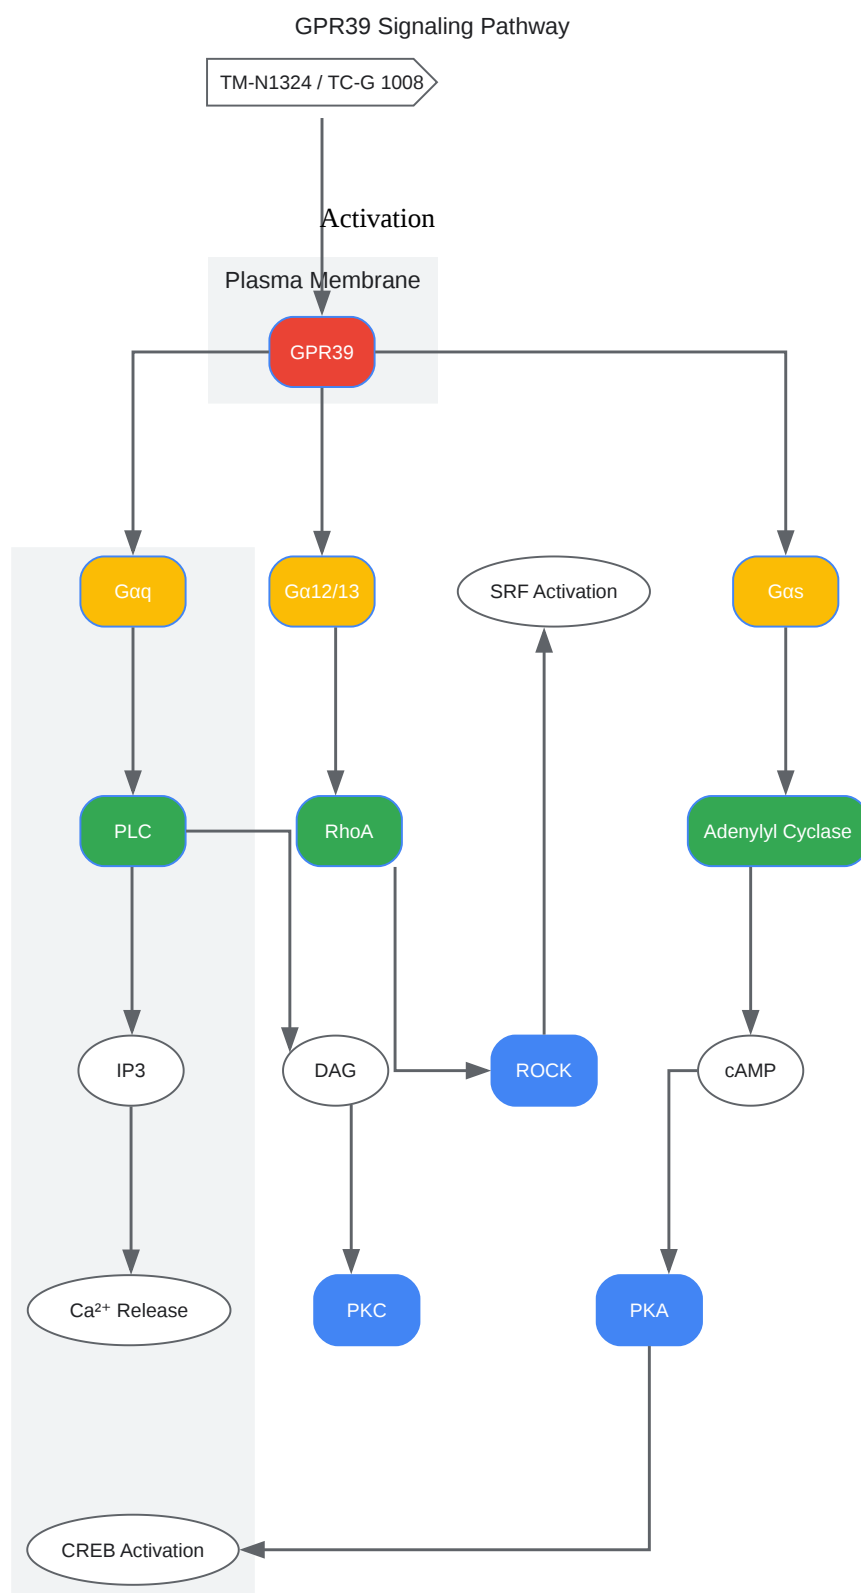 GPR39 Signaling Pathway
TM-N1324 / TC-G 1008
Activation
Plasma Membrane
GPR39
Gαq
Gα12/13
SRF Activation
Gαs
PLC
RhoA
Adenylyl Cyclase
IP3
DAG
ROCK
cAMP
Ca²⁺ Release
PKC
PKA
CREB Activation